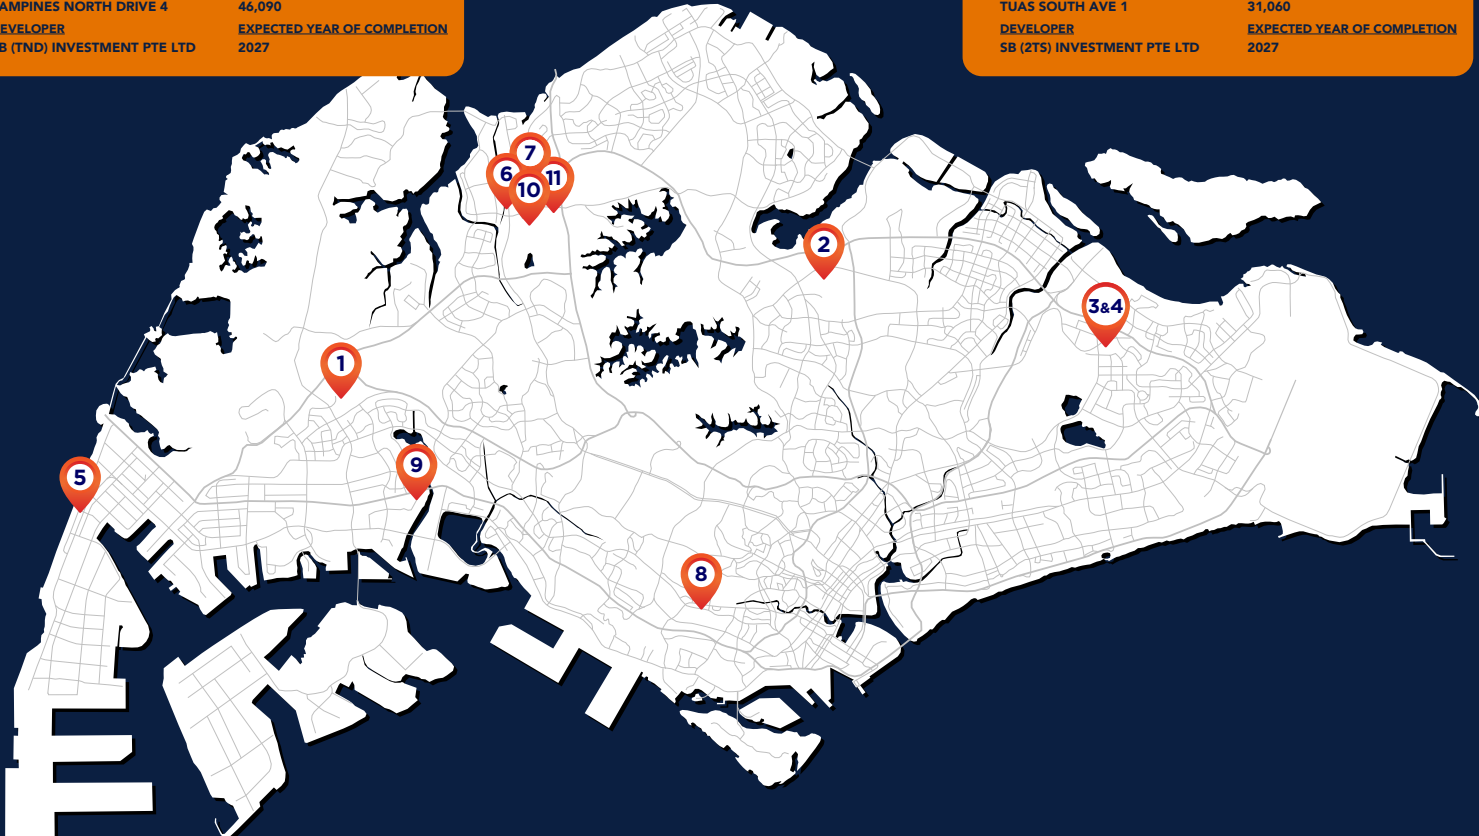 AMPINES NORTH DRIVE 4 46,090
EVELOPER EXPECTED YEAR OF COMPLETION
B (TND) INVESTMENT PTE LTD 2027
TUAS SOUTH AVE 1 31,060
DEVELOPER EXPECTED YEAR OF COMPLETION
SB (2TS) INVESTMENT PTE LTD 2027
7
6
11
10
2
3&4
1
9
5
8